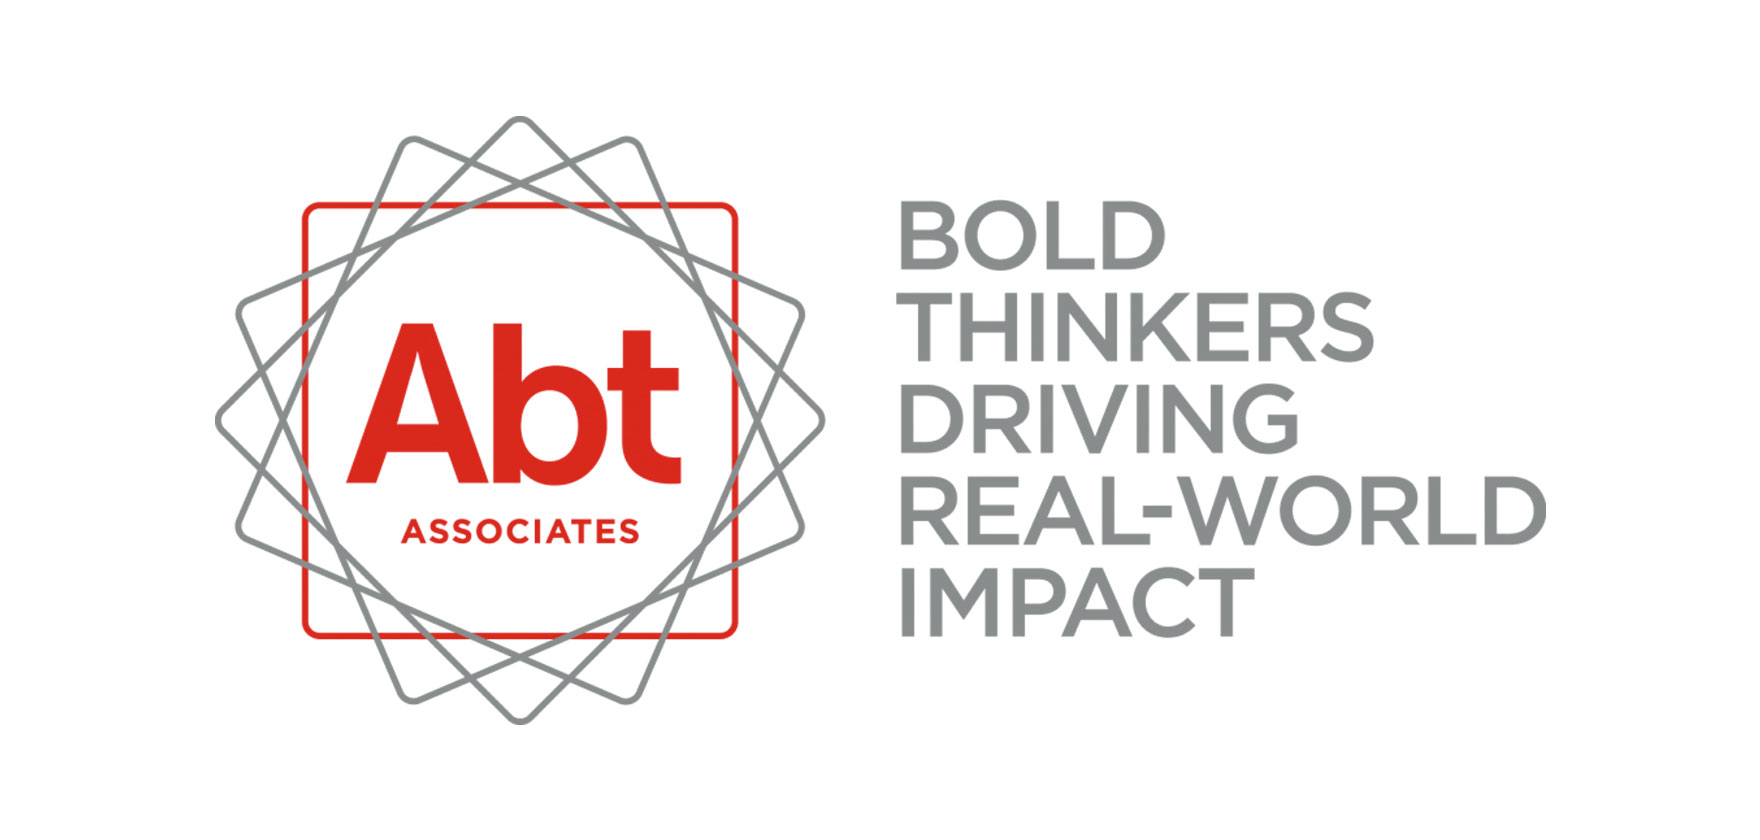 Abt
ASSOCIATES
BOLD
THINKERS
DRIVING
REAL-WORLD
IMPACT